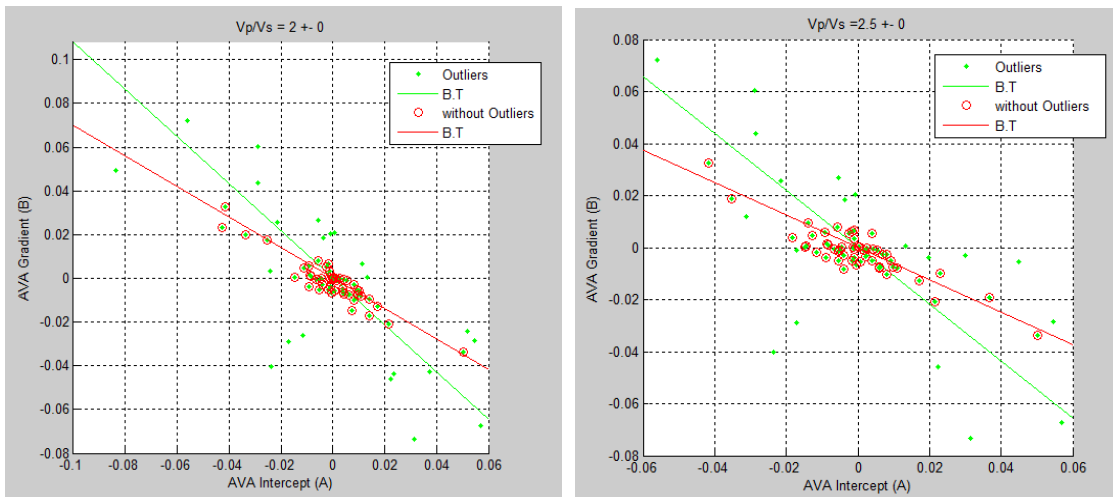 Vp/Vs = 2 +- 0
0.1
0.08
0.06
0.04
0.02
0
-0.02
-0.04
-0.06
-0.08
-0.1 -0.08 -0.06 -0.04 -0.02 0 0.02 0.04 0.06
AVA Gradient (B)
AVA Intercept (A)
Outliers
B.T
without Outliers
B.T
Vp/Vs =2.5 +- 0
0.08
0.06
0.04
0.02
0
-0.02
-0.04
-0.06
-0.08
-0.06 -0.04 -0.02 0 0.02 0.04 0.06
AVA Gradient (B)
AVA Intercept (A)
Outliers
B.T
without Outliers
B.T